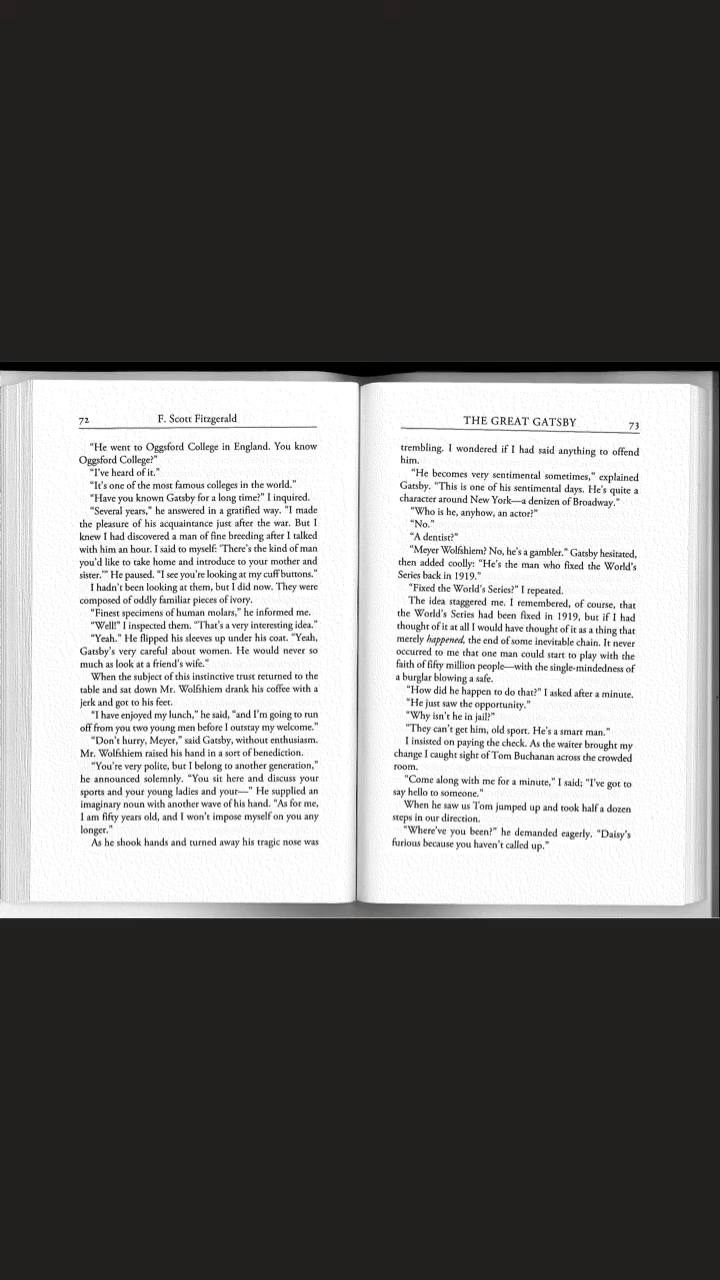 72 F. Scott Fitzgerald
“He went to Oggsford College in England. You know
Oggsford College?”
“I've heard of it.”
“It's one of the most famous colleges in the world.”
“Have you known Gatsby for a long time?” I inquired.
“Several years,” he answered in a gratified way. “I made
the pleasure of his acquaintance just after the war. But I
knew I had discovered a man of fine breeding after I talked
with him an hour. I said to myself: ‘There's the kind of man
you'd like to take home and introduce to your mother and
sister.’” He paused. “I see you're looking at my cuff buttons.”
I hadn't been looking at them, but I did now. They were
composed of oddly familiar pieces of ivory.
“Finest specimens of human molars,” he informed me.
“Well!” I inspected them. “That's a very interesting idea.”
“Yeah.” He flipped his sleeves up under his coat. “Yeah,
Gatsby's very careful about women. He would never so
much as look at a friend's wife.”
When the subject of this instinctive trust returned to the
table and sat down Mr. Wolfshiem drank his coffee with a
jerk and got to his feet.
“I have enjoyed my lunch,” he said, “and I'm going to run
off from you two young men before I outstay my welcome.”
“Don't hurry, Meyer,” said Gatsby, without enthusiasm.
Mr. Wolfshiem raised his hand in a sort of benediction.
“You're very polite, but I belong to another generation,”
he announced solemnly. “You sit here and discuss your
sports and your young ladies and your—” He supplied an
imaginary noun with another wave of his hand. “As for me,
I am fifty years old, and I won't impose myself on you any
longer.”
As he shook hands and turned away his tragic nose was
THE GREAT GATSBY 73
trembling. I wondered if I had said anything to offend
him.
“He becomes very sentimental sometimes,” explained
Gatsby. “This is one of his sentimental days. He's quite a
character around New York—a denizen of Broadway.”
“Who is he, anyhow, an actor?”
“No.”
“A dentist?”
“Meyer Wolfshiem? No, he's a gambler.” Gatsby hesitated,
then added coolly: “He's the man who fixed the World's
Series back in 1919.”
“Fixed the World's Series?” I repeated.
The idea staggered me. I remembered, of course, that
the World's Series had been fixed in 1919, but if I had
thought of it at all I would have thought of it as a thing that
merely happened, the end of some inevitable chain. It never
occurred to me that one man could start to play with the
faith of fifty million people—with the single-mindedness of
a burglar blowing a safe.
“How did he happen to do that?” I asked after a minute.
“He just saw the opportunity.”
“Why isn't he in jail?”
“They can't get him, old sport. He's a smart man.”
I insisted on paying the check. As the waiter brought my
change I caught sight of Tom Buchanan across the crowded
room.
“Come along with me for a minute,” I said; “I've got to
say hello to someone.”
When he saw us Tom jumped up and took half a dozen
steps in our direction.
“Where've you been?” he demanded eagerly. “Daisy's
furious because you haven't called up.”